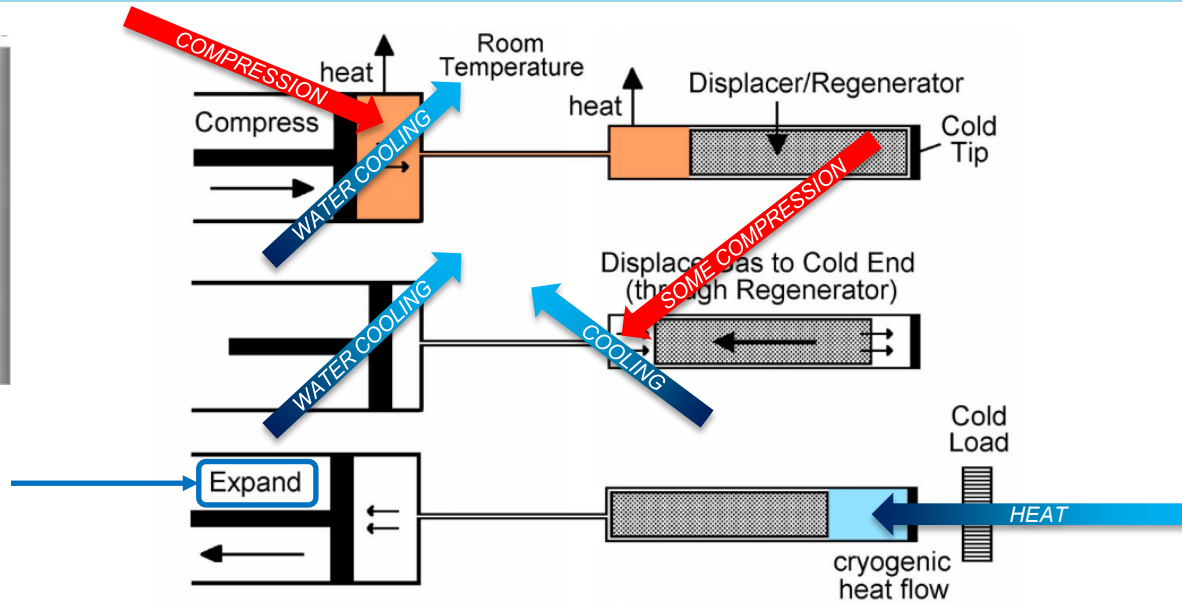 COMPRESSION
heat
Room
Temperature
Compress
WATER COOLING
heat
Displacer/Regenerator
Cold
Tip
SOME COMPRESSION
Displace Gas to Cold End
(through Regenerator)
WATER COOLING
COOLING
Cold
Load
Expand
HEAT
cryogenic
heat flow